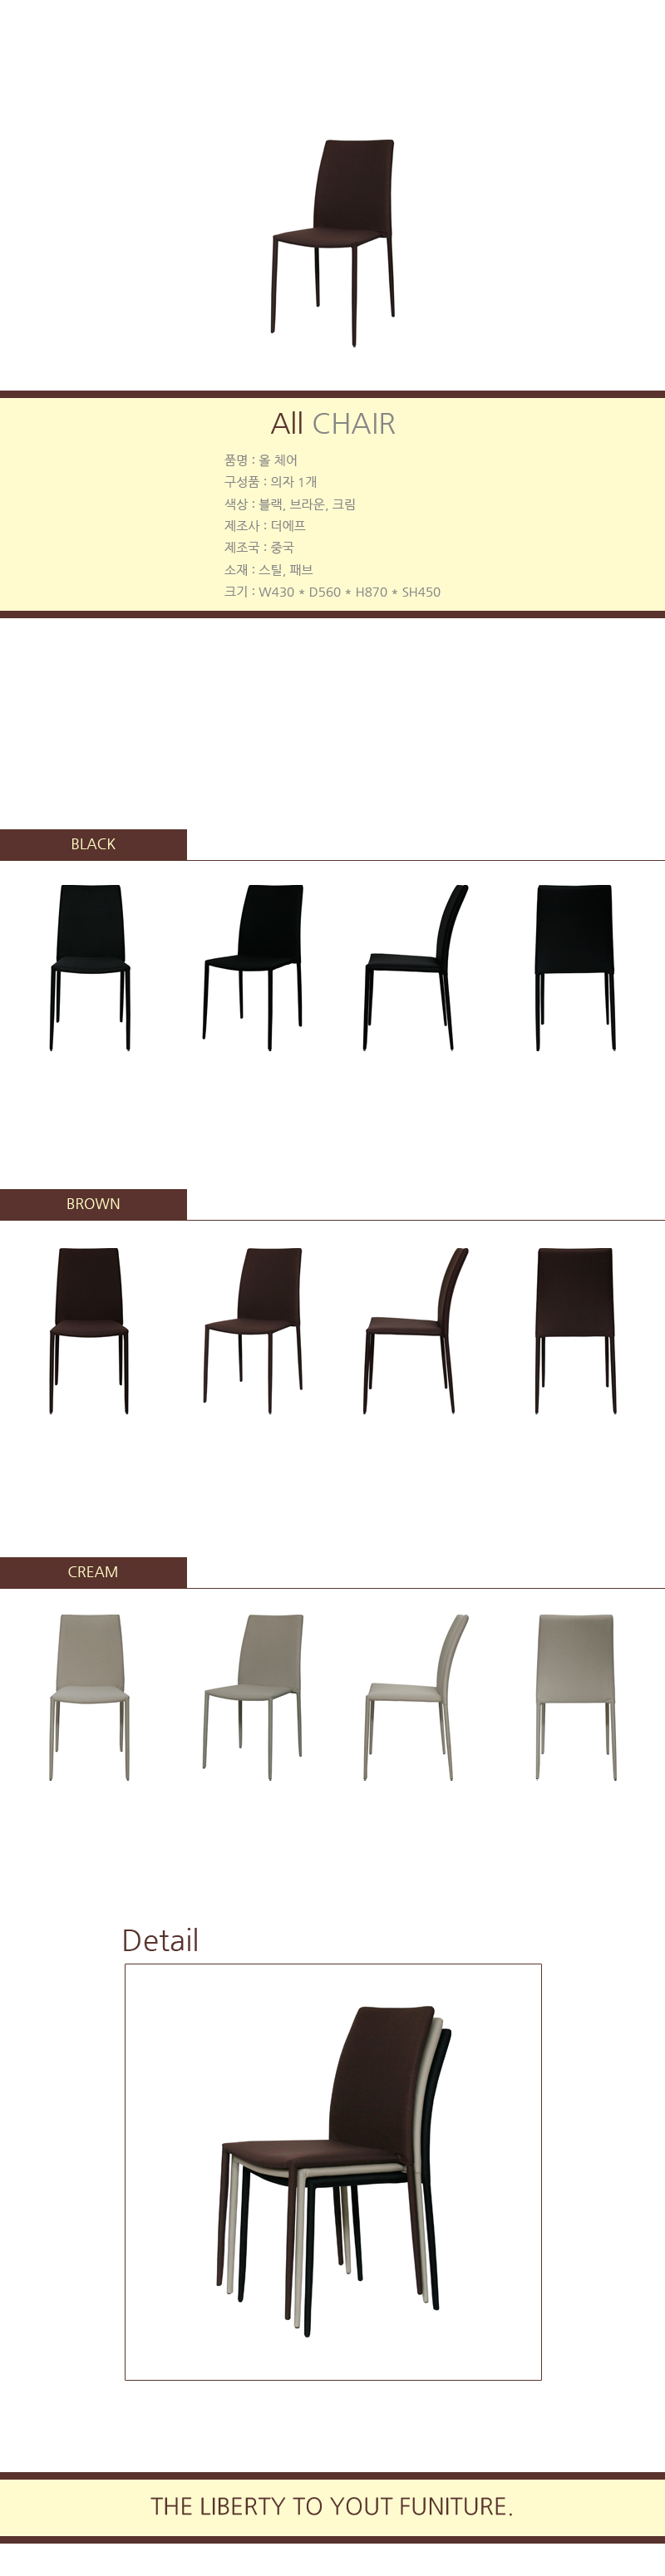 All CHAIR
품명 : 올 체어
구성품 : 의자 1개
색상 : 블랙, 브라운, 크림
제조사 : 더에프
제조국 : 중국
소재 : 스틸, 패브
크기 : W430 * D560 * H870 * SH450
BLACK
BROWN
CREAM
Detail
THE LIBERTY TO YOUT FUNITURE.